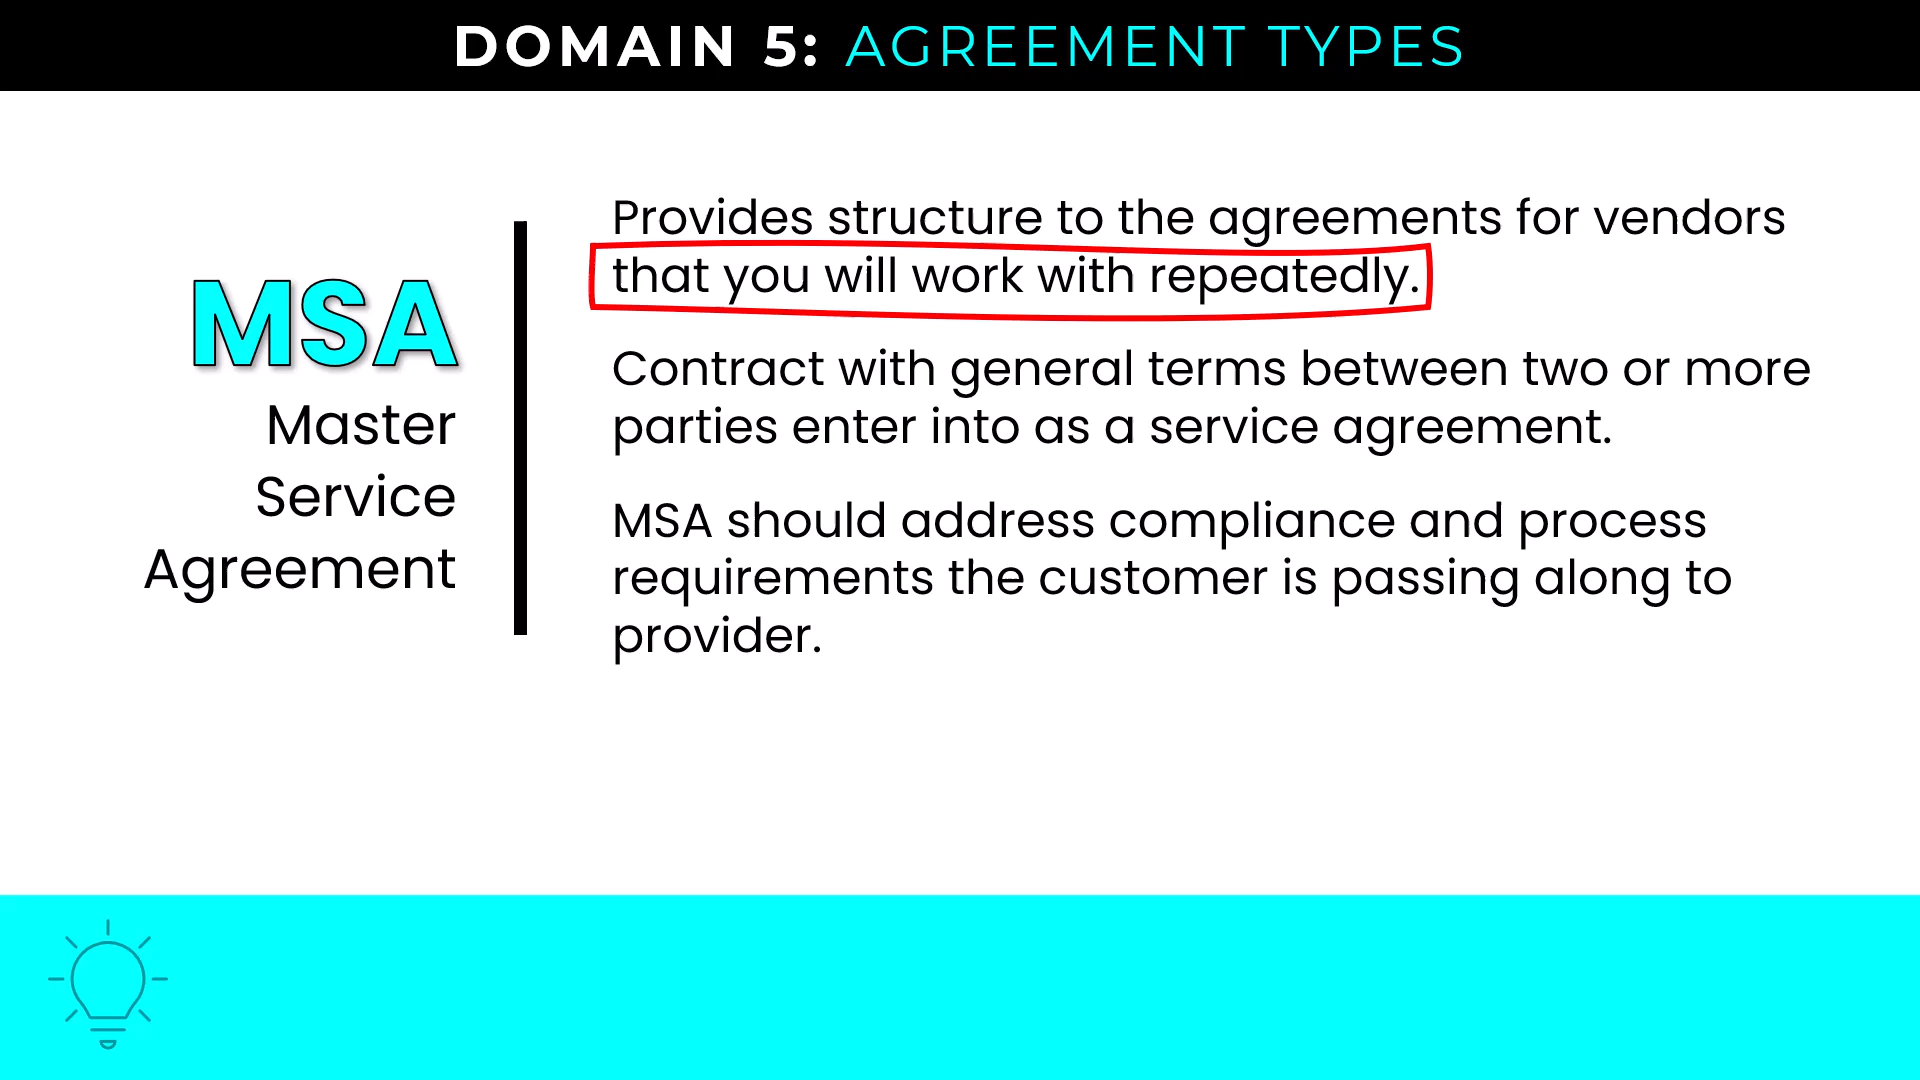 DOMAIN 5: AGREEMENT TYPES
MSA
Master
Service
Agreement
Provides structure to the agreements for vendors
that you will work with repeatedly.
Contract with general terms between two or more
parties enter into as a service agreement.
MSA should address compliance and process
requirements the customer is passing along to
provider.